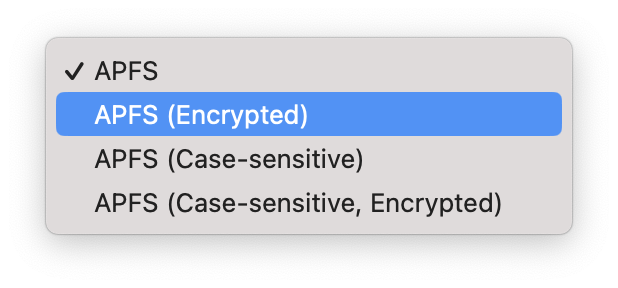 ✓ APFS
APFS (Encrypted)
APFS (Case-sensitive)
APFS (Case-sensitive, Encrypted)